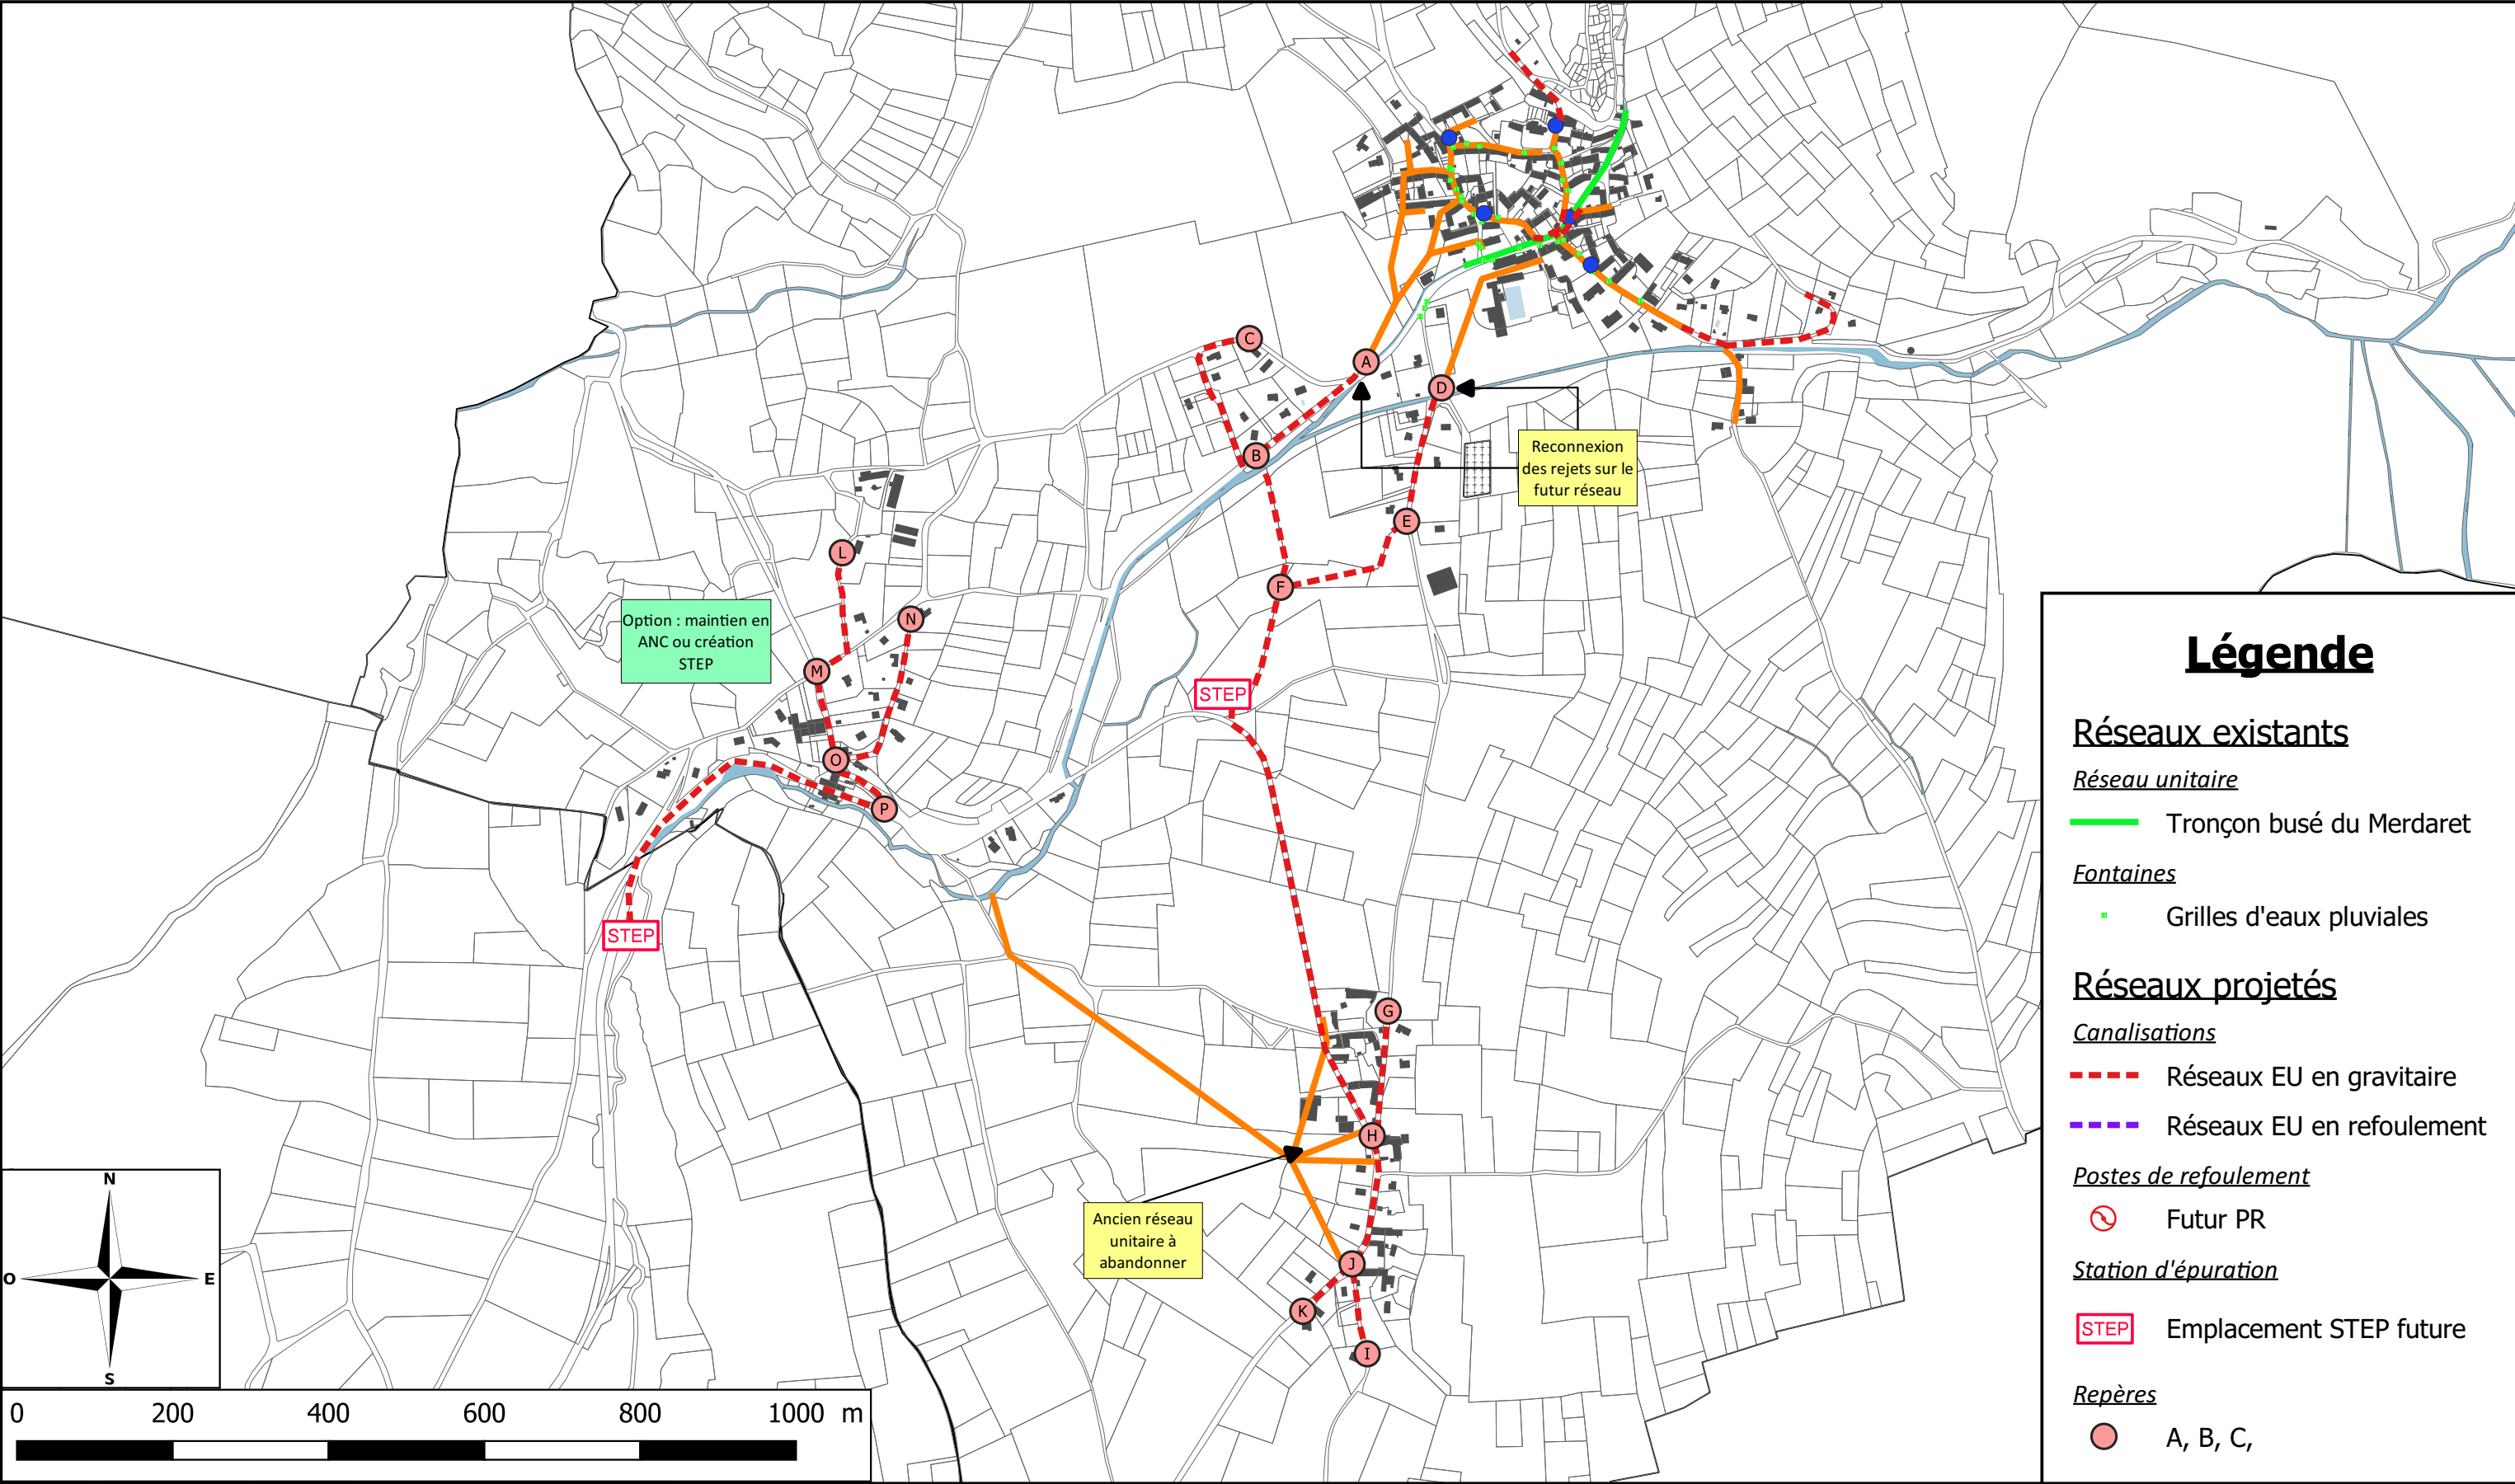 C
A
D
B
Reconnexion
des rejets sur le
futur réseau
E
L
F
N
Option : maintien en
ANC ou création
STEP
M
STEP
O
P
STEP
G
H
Ancien réseau
unitaire à
abandonner
J
K
I
N
O
E
S
0 200 400 600 800 1000 m
Légende
Réseaux existants
Réseau unitaire
Tronçon busé du Merdaret
Fontaines
Grilles d'eaux pluviales
Réseaux projetés
Canalisations
Réseaux EU en gravitaire
Réseaux EU en refoulement
Postes de refoulement
Futur PR
Station d'épuration
STEP Emplacement STEP future
Repères
A, B, C,